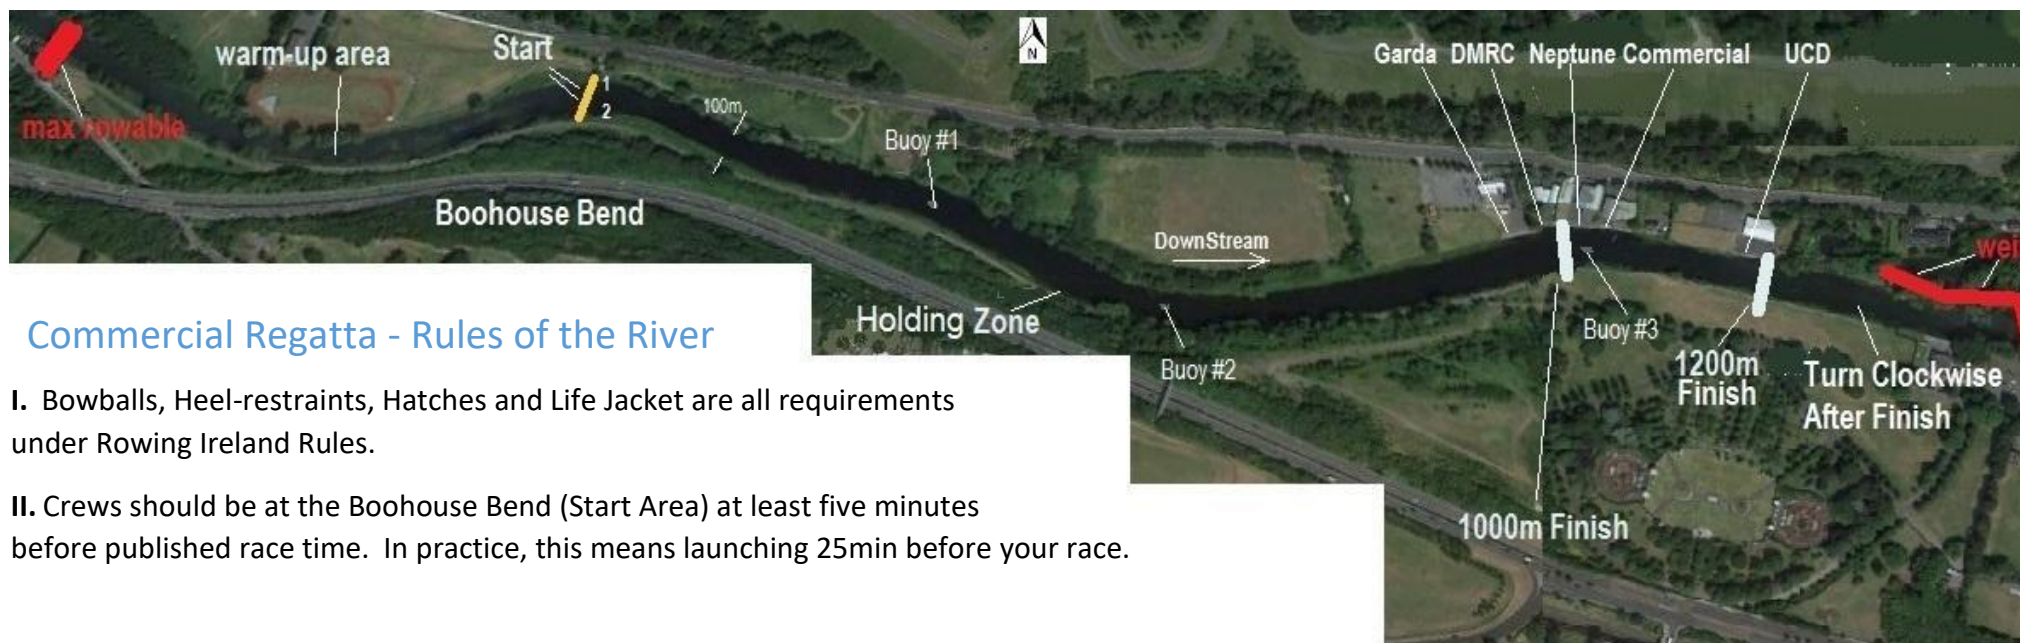 warm-up area
Start
N
Garda DMRC Neptune Commercial UCD
max rowable
1
2
100m
Buoy #1
Boohouse Bend
DownStream
wei
Holding Zone
Buoy #2
Buoy #3
1200m
Finish
Turn Clockwise
After Finish
1000m Finish
Commercial Regatta - Rules of the River
I. Bowballs, Heel-restraints, Hatches and Life Jacket are all requirements
under Rowing Ireland Rules.
II. Crews should be at the Boohouse Bend (Start Area) at least five minutes
before published race time. In practice, this means launching 25min before your race.